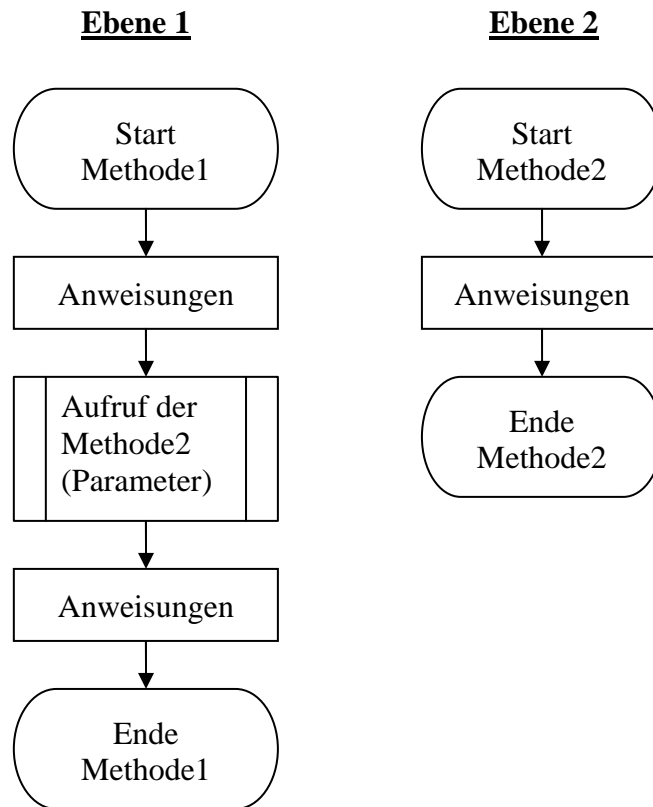 Ebene 1
Start
Methode1
Anweisungen
Aufruf der
Methode2
(Parameter)
Anweisungen
Ende
Methode1
Ebene 2
Start
Methode2
Anweisungen
Ende
Methode2